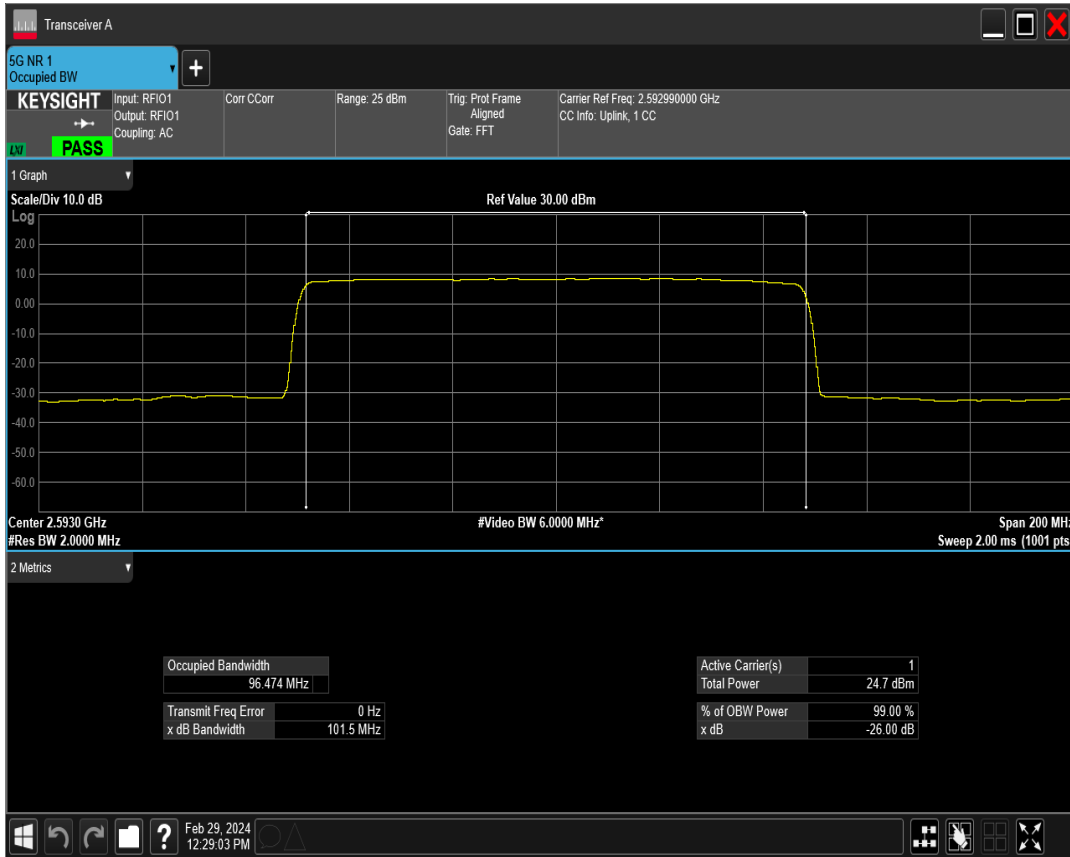 Transceiver A
5G NR 1
Occupied BW
+
KEYSIGHT
LXI PASS
Input: RFIO1
Output: RFIO1
Coupling: AC
Corr CCorr
Range: 25 dBm
Trig: Prot Frame
Aligned
Gate: FFT
Carrier Ref Freq: 2.592990000 GHz
CC Info: Uplink, 1 CC
1 Graph
Scale/Div 10.0 dB
Ref Value 30.00 dBm
Log
20.0
10.0
0.00
-10.0
-20.0
-30.0
-40.0
-50.0
-60.0
Center 2.5930 GHz
#Video BW 6.0000 MHz*
Span 200 MHz
#Res BW 2.0000 MHz
Sweep 2.00 ms (1001 pts
2 Metrics
Occupied Bandwidth
96.474 MHz
Transmit Freq Error 0 Hz
x dB Bandwidth 101.5 MHz
Active Carrier(s) 1
Total Power 24.7 dBm
% of OBW Power 99.00 %
x dB -26.00 dB
?
Feb 29, 2024
12:29:03 PM